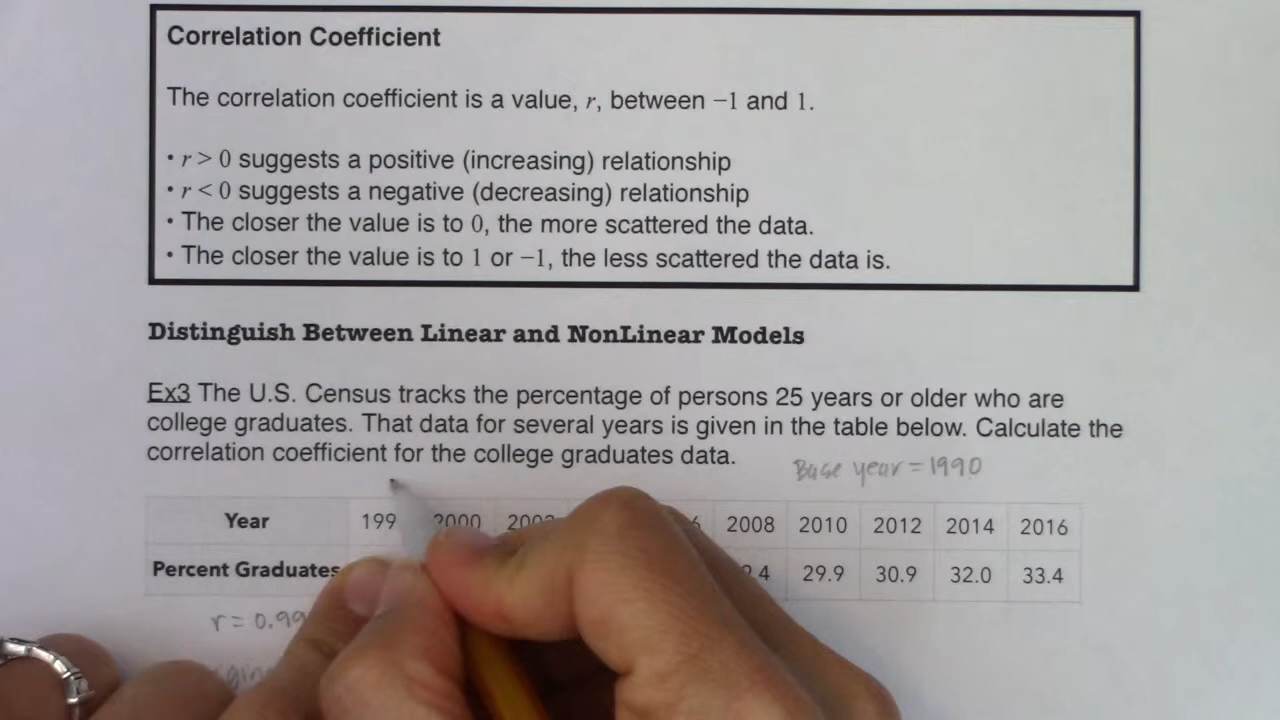 Correlation Coefficient
The correlation coefficient is a value, r, between −1 and 1.
• r > 0 suggests a positive (increasing) relationship
• r < 0 suggests a negative (decreasing) relationship
• The closer the value is to 0, the more scattered the data.
• The closer the value is to 1 or −1, the less scattered the data is.
Distinguish Between Linear and NonLinear Models
Ex3 The U.S. Census tracks the percentage of persons 25 years or older who are
college graduates. That data for several years is given in the table below. Calculate the
correlation coefficient for the college graduates data.
Base year = 1990
Year 199 2000 2008 2010 2012 2014 2016
Percent Graduates 29.9 30.9 32.0 33.4
r = 0.99